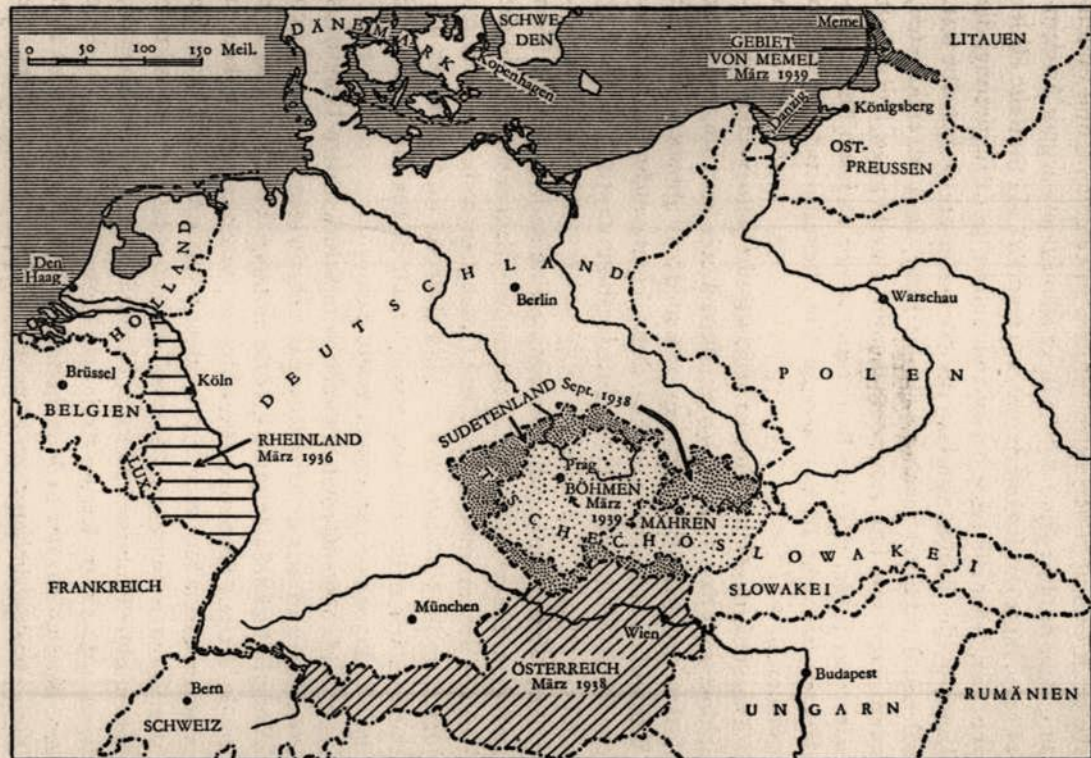 0 50 100 150 Meil.
DÄNEMARK
SCHWE-
DEN
Kopenhagen
Memel
GEBIET
VON MEMEL
März 1939
LITAUEN
Danzig
Königsberg
OST-
PREUSSEN
Den
Haag
HOLLAND
DEUTSCHLAND
Berlin
Warschau
POLEN
Brüssel
BELGIEN
Köln
LUX.
RHEINLAND
März 1936
SUDETENLAND Sept. 1938
Prag
BÖHMEN
März
1939
MÄHREN
TSCHECHOSLOWAKEI
SLOWAKEI
FRANKREICH
München
Wien
ÖSTERREICH
März 1938
Bern
SCHWEIZ
Budapest
UNGARN
RUMÄNIEN